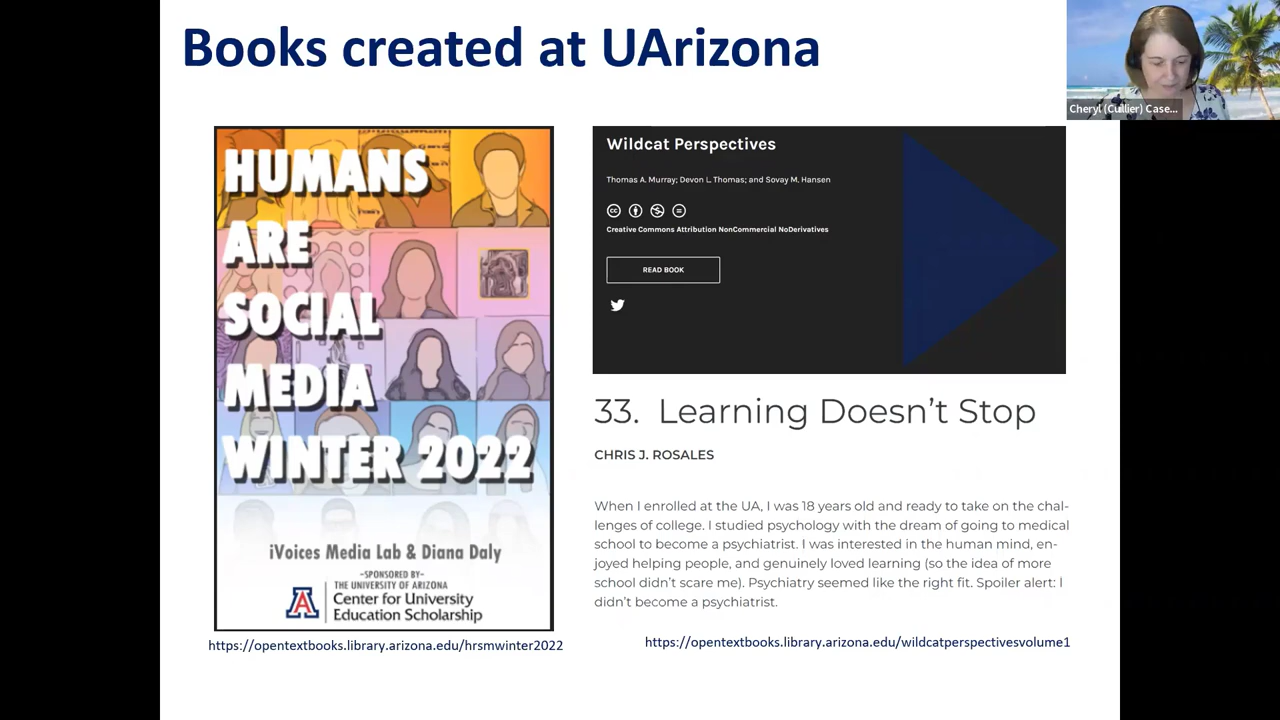 Books created at UArizona
Cheryl (Cuillier) Case...
HUMANS
ARE
SOCIAL
MEDIA
WINTER 2022
iVoices Media Lab & Diana Daly
-SPONSORED BY-
THE UNIVERSITY OF ARIZONA
Center for University
Education Scholarship
https://opentextbooks.library.arizona.edu/hrsmwinter2022
Wildcat Perspectives
Thomas A. Murray; Devon L. Thomas; and Sovay M. Hansen
Creative Commons Attribution NonCommercial NoDerivatives
READ BOOK
33. Learning Doesn't Stop
CHRIS J. ROSALES
When I enrolled at the UA, I was 18 years old and ready to take on the chal-
lenges of college. I studied psychology with the dream of going to medical
school to become a psychiatrist. I was interested in the human mind, en-
joyed helping people, and genuinely loved learning (so the idea of more
school didn't scare me). Psychiatry seemed like the right fit. Spoiler alert: I
didn't become a psychiatrist.
https://opentextbooks.library.arizona.edu/wildcatperspectivesvolume1